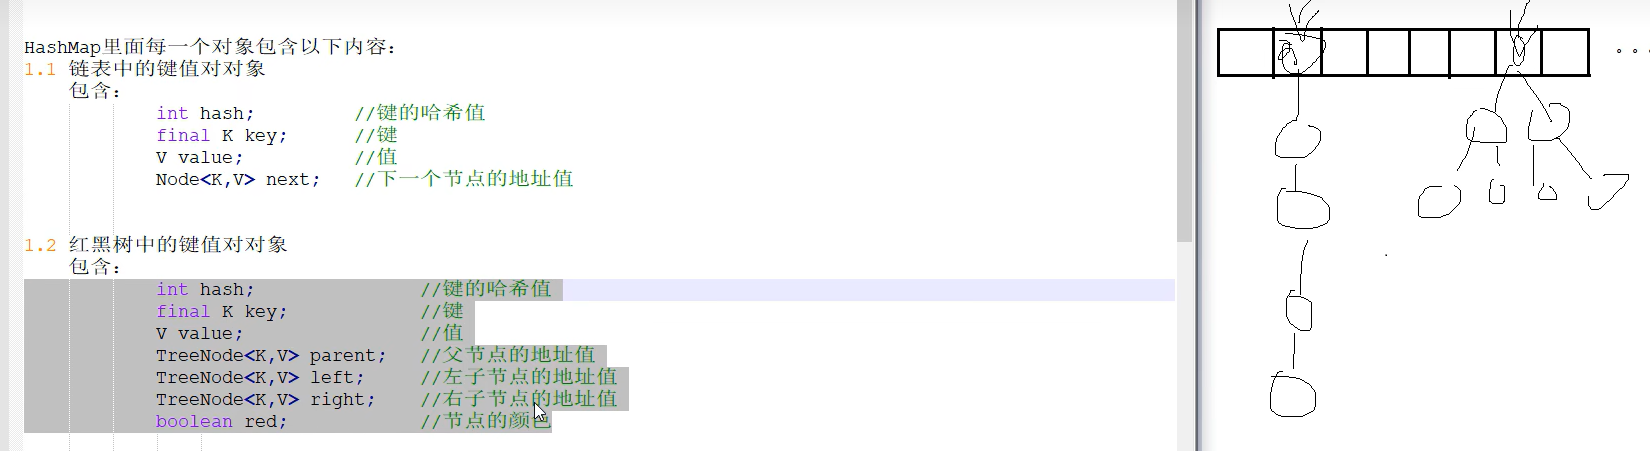 HashMap里面每一个对象包含以下内容：
1.1 链表中的键值对对象
包含：
int hash; //键的哈希值
final K key; //键
V value; //值
Node<K,V> next; //下一个节点的地址值
1.2 红黑树中的键值对对象
包含：
int hash; //键的哈希值
final K key; //键
V value; //值
TreeNode<K,V> parent; //父节点的地址值
TreeNode<K,V> left; //左子节点的地址值
TreeNode<K,V> right; //右子节点的地址值
boolean red; //节点的颜色